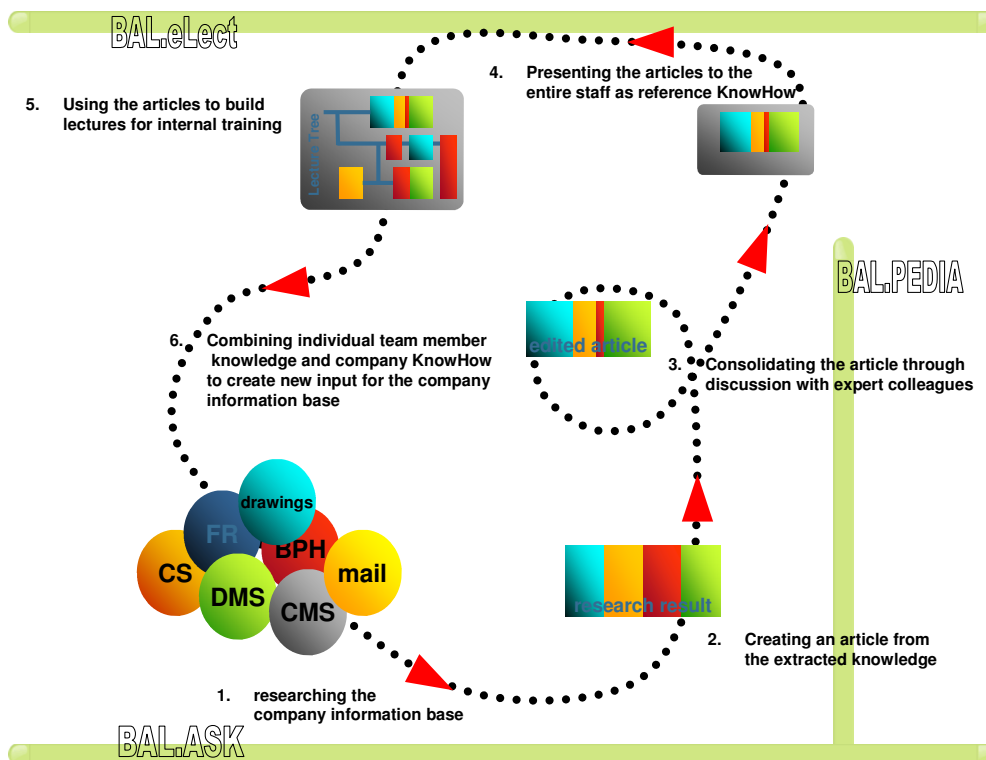 BAL.eLect
4. Presenting the articles to the
entire staff as reference KnowHow
5. Using the articles to build
lectures for internal training
Lecture Tree
BAL.PEDIA
edited article
6. Combining individual team member
knowledge and company KnowHow
to create new input for the company
information base
3. Consolidating the article through
discussion with expert colleagues
drawings
FR
BPH
CS
mail
DMS
CMS
research result
2. Creating an article from
the extracted knowledge
1. researching the
company information base
BAL.ASK